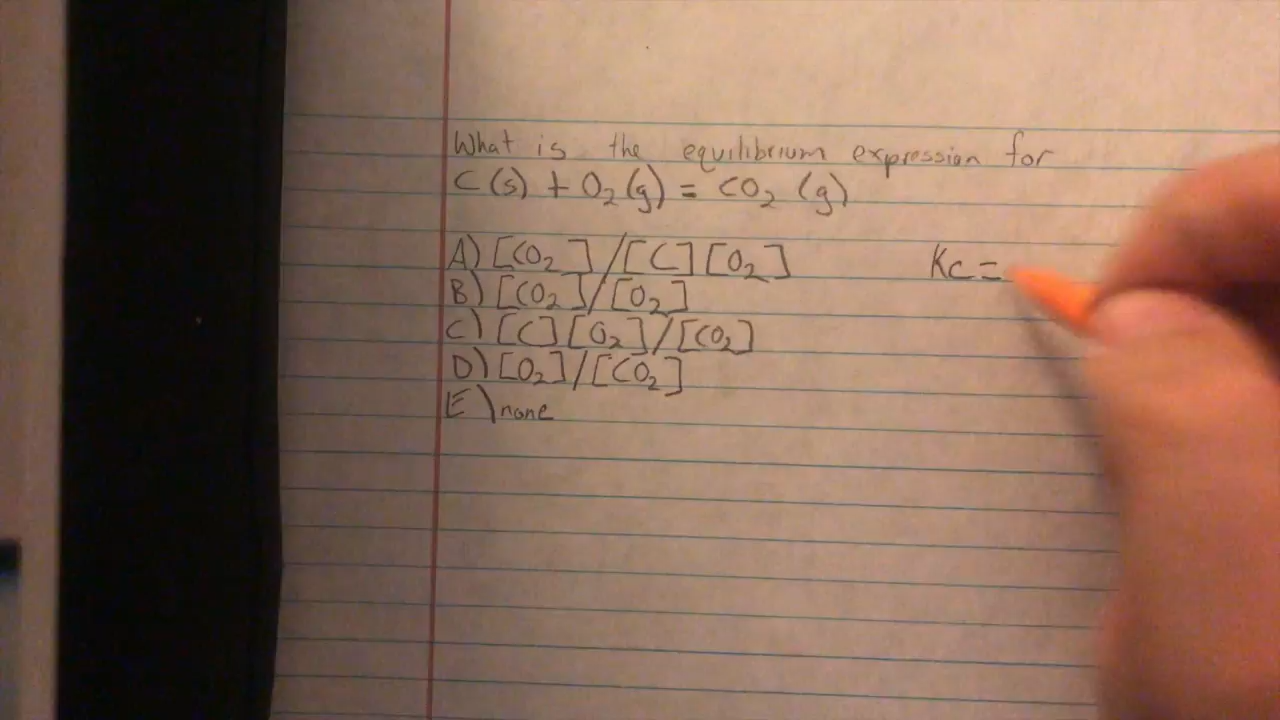 What is the equilibrium expression for
C(s) + O₂(g) = CO₂ (g)
A) [CO₂]/[C][O₂]
Kc =
B) [CO₂]/[O₂]
C) [C][O₂]/[CO₂]
D) [O₂]/[CO₂]
E) none